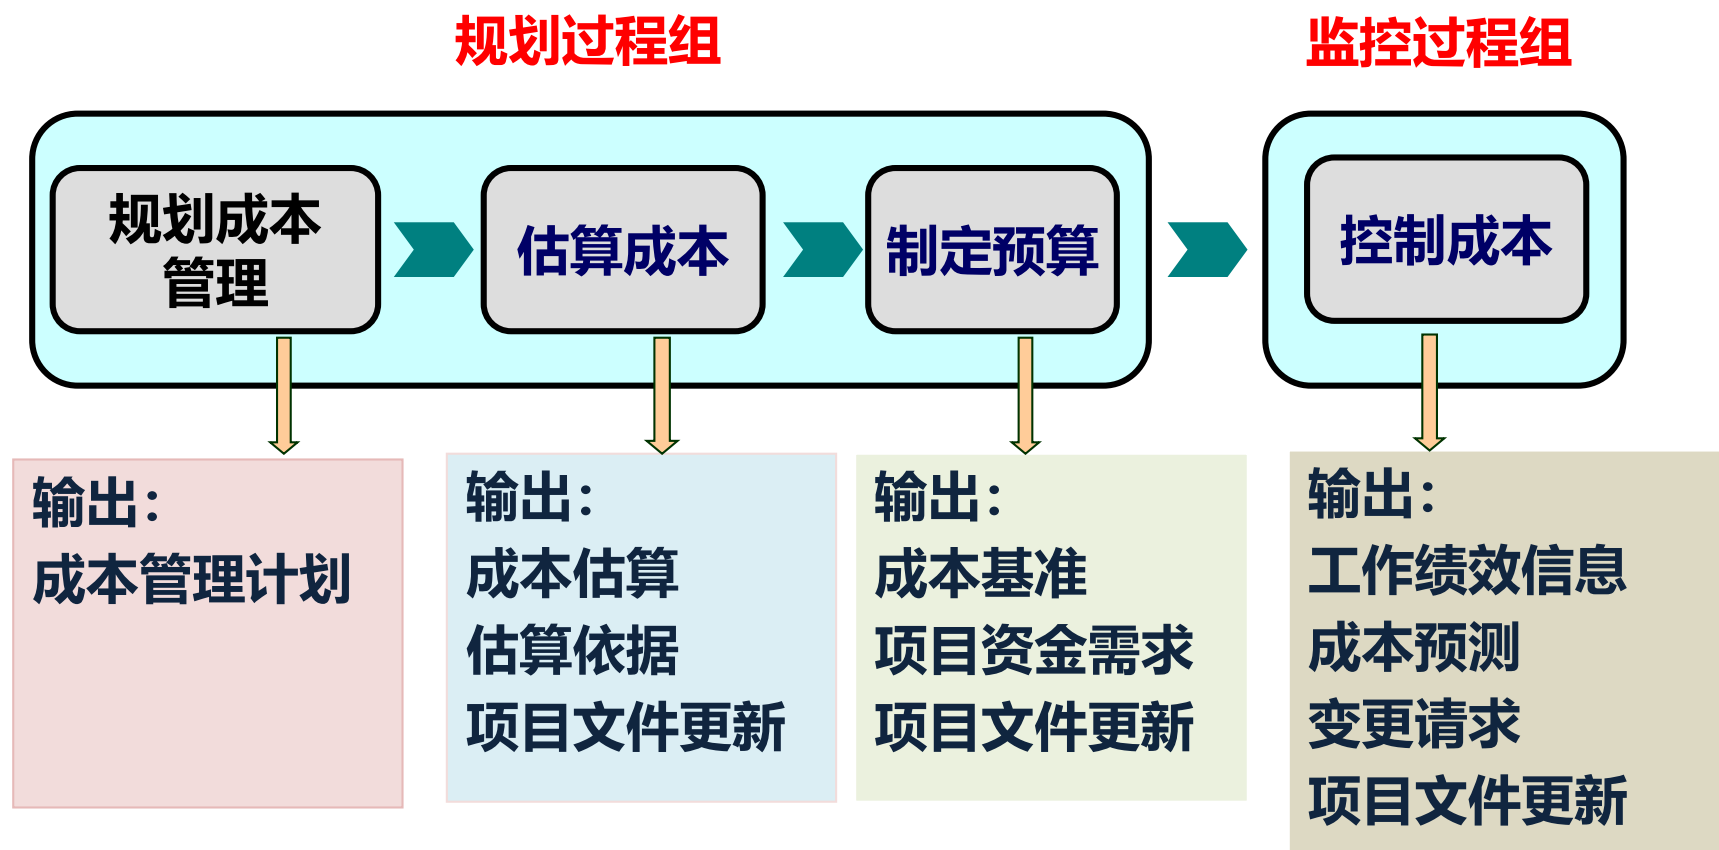 规划过程组
监控过程组
规划成本
管理
估算成本
制定预算
控制成本
输出：
成本管理计划
输出：
成本估算
估算依据
项目文件更新
输出：
成本基准
项目资金需求
项目文件更新
输出：
工作绩效信息
成本预测
变更请求
项目文件更新